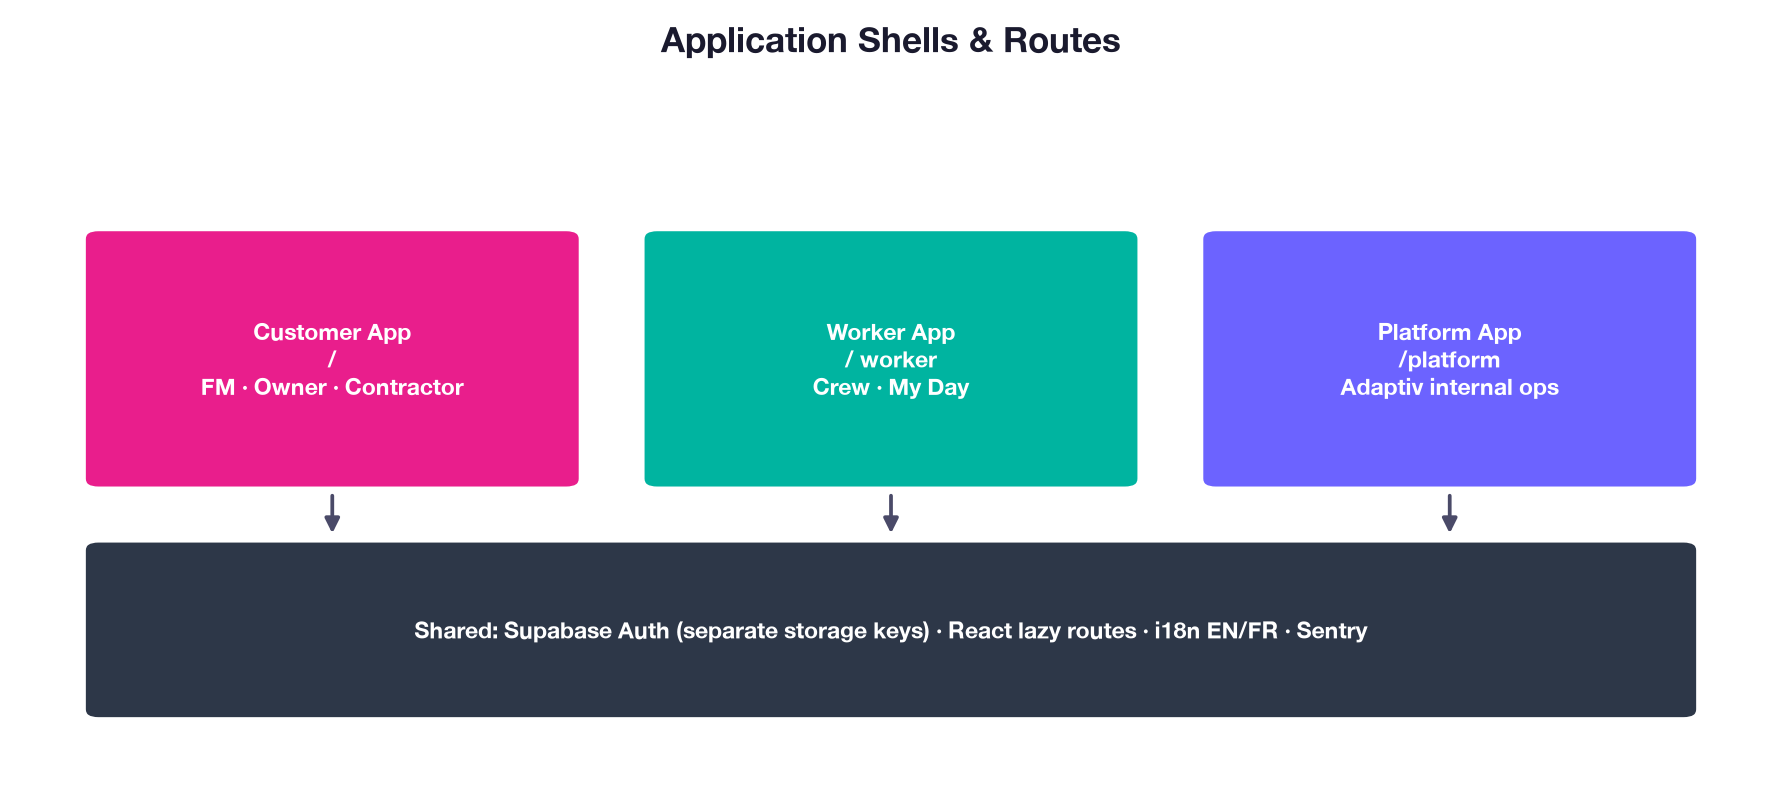 Application Shells & Routes
Customer App
/
FM · Owner · Contractor
Worker App
/ worker
Crew · My Day
Platform App
/platform
Adaptiv internal ops
Shared: Supabase Auth (separate storage keys) · React lazy routes · i18n EN/FR · Sentry